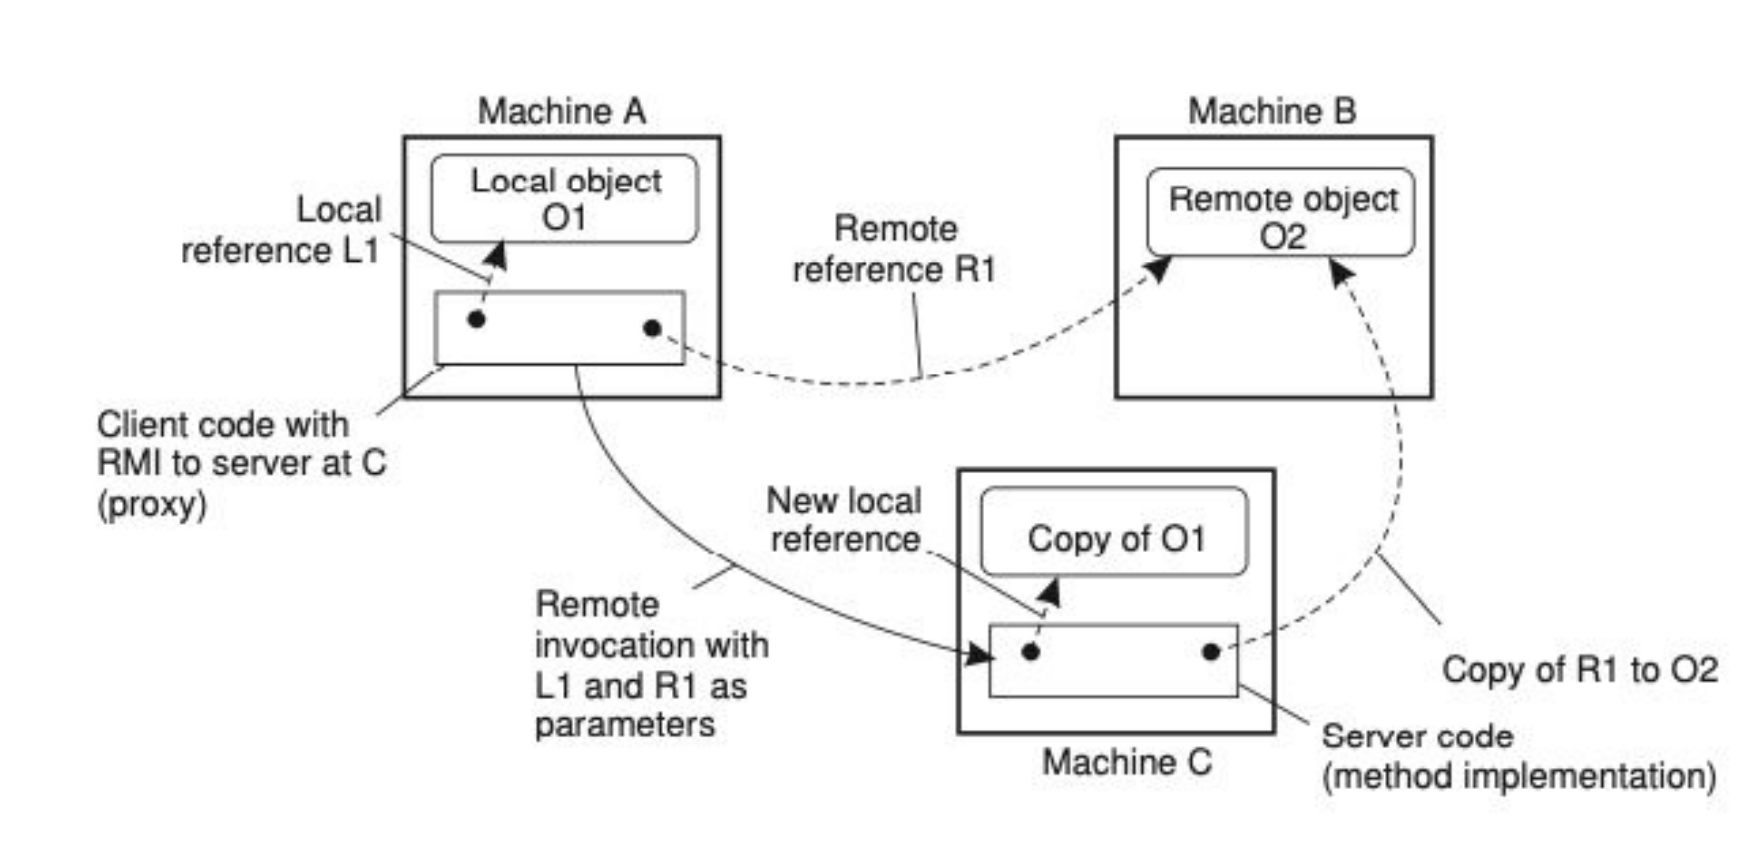 Machine A
Machine B
Local object
O1
Remote object
O2
Local
reference L1
Remote
reference R1
Client code with
RMI to server at C
(proxy)
New local
reference
Copy of O1
Remote
invocation with
L1 and R1 as
parameters
Copy of R1 to O2
Server code
(method implementation)
Machine C